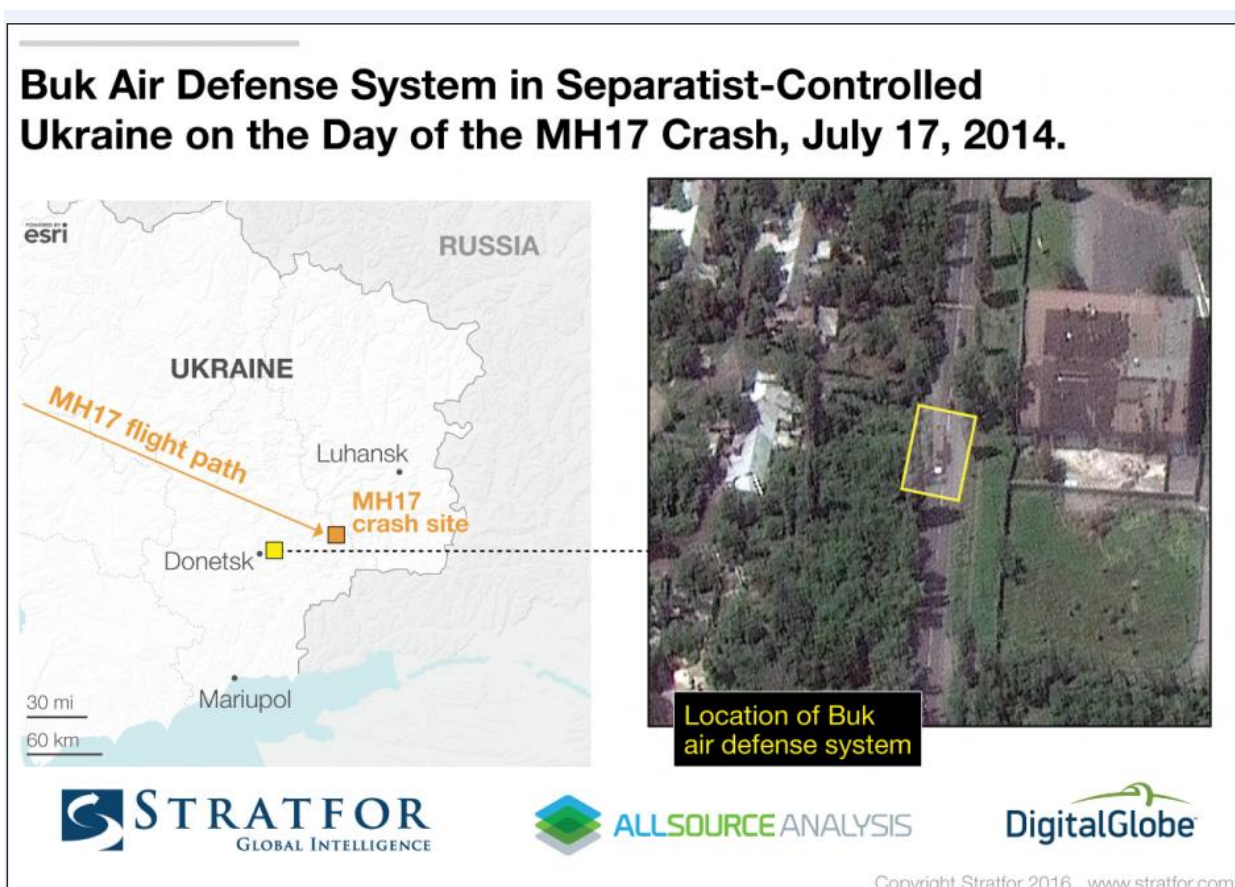 Buk Air Defense System in Separatist-Controlled
Ukraine on the Day of the MH17 Crash, July 17, 2014.
POWERED BY
esri
RUSSIA
UKRAINE
MH17 flight path
Luhansk
MH17
crash site
Donetsk
Mariupol
30 mi
60 km
Location of Buk
air defense system
STRATFOR
GLOBAL INTELLIGENCE
ALLSOURCE ANALYSIS
DigitalGlobe
Copyright Stratfor 2016 www.stratfor.com